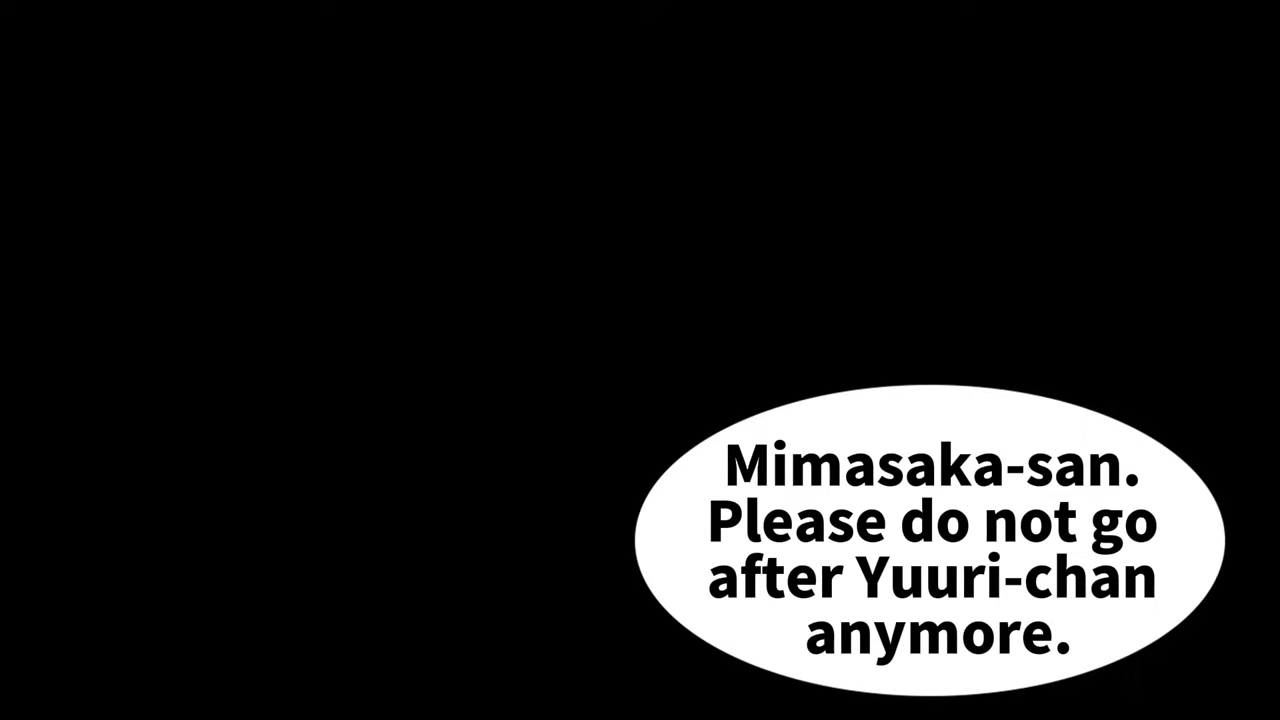 Mimasaka-san.
Please do not go
after Yuuri-chan
anymore.